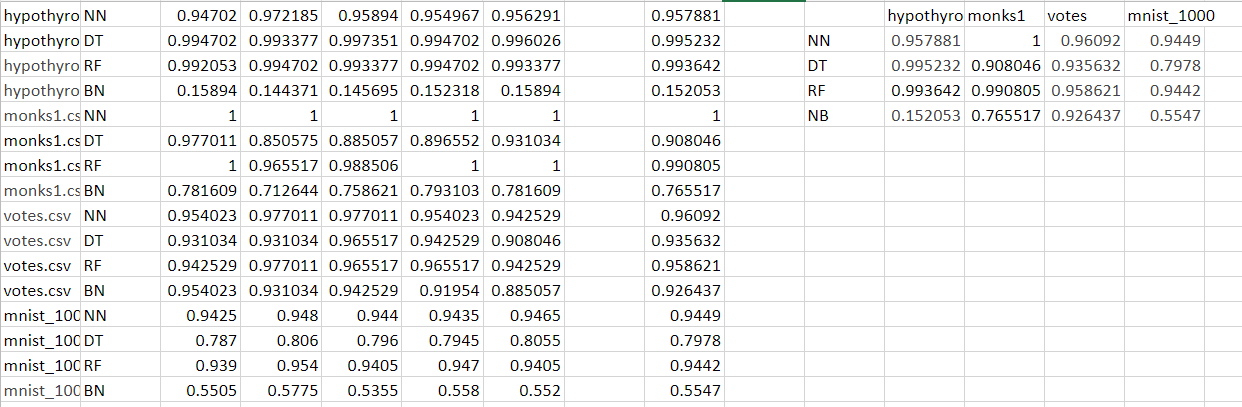 hypothyro NN 0.94702 0.972185 0.95894 0.954967 0.956291 0.957881 hypothyro monks1 votes mnist_1000
hypothyro DT 0.994702 0.993377 0.997351 0.994702 0.996026 0.995232 NN 0.957881 1 0.96092 0.9449
hypothyro RF 0.992053 0.994702 0.993377 0.994702 0.993377 0.993642 DT 0.995232 0.908046 0.935632 0.7978
hypothyro BN 0.15894 0.144371 0.145695 0.152318 0.15894 0.152053 RF 0.993642 0.990805 0.958621 0.9442
monks1.cs NN 1 1 1 1 1 1 NB 0.152053 0.765517 0.926437 0.5547
monks1.cs DT 0.977011 0.850575 0.885057 0.896552 0.931034 0.908046
monks1.cs RF 1 0.965517 0.988506 1 1 0.990805
monks1.cs BN 0.781609 0.712644 0.758621 0.793103 0.781609 0.765517
votes.csv NN 0.954023 0.977011 0.977011 0.954023 0.942529 0.96092
votes.csv DT 0.931034 0.931034 0.965517 0.942529 0.908046 0.935632
votes.csv RF 0.942529 0.977011 0.965517 0.965517 0.942529 0.958621
votes.csv BN 0.954023 0.931034 0.942529 0.91954 0.885057 0.926437
mnist_100 NN 0.9425 0.948 0.944 0.9435 0.9465 0.9449
mnist_100 DT 0.787 0.806 0.796 0.7945 0.8055 0.7978
mnist_100 RF 0.939 0.954 0.9405 0.947 0.9405 0.9442
mnist_100 BN 0.5505 0.5775 0.5355 0.558 0.552 0.5547